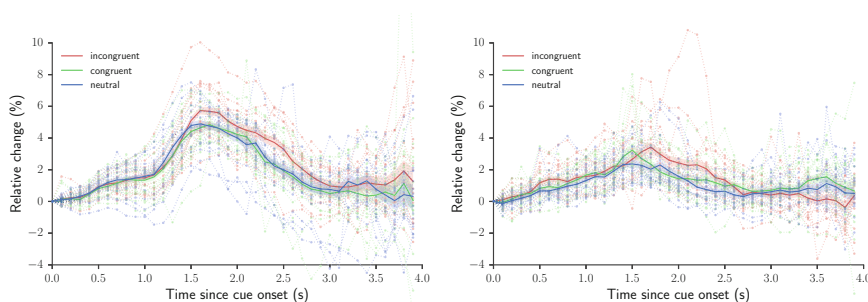 10
8
6
4
2
0
−2
−4
Relative change (%)
incongruent
congruent
neutral
0.0 0.5 1.0 1.5 2.0 2.5 3.0 3.5 4.0
Time since cue onset (s)
10
8
6
4
2
0
−2
−4
Relative change (%)
incongruent
congruent
neutral
0.0 0.5 1.0 1.5 2.0 2.5 3.0 3.5 4.0
Time since cue onset (s)